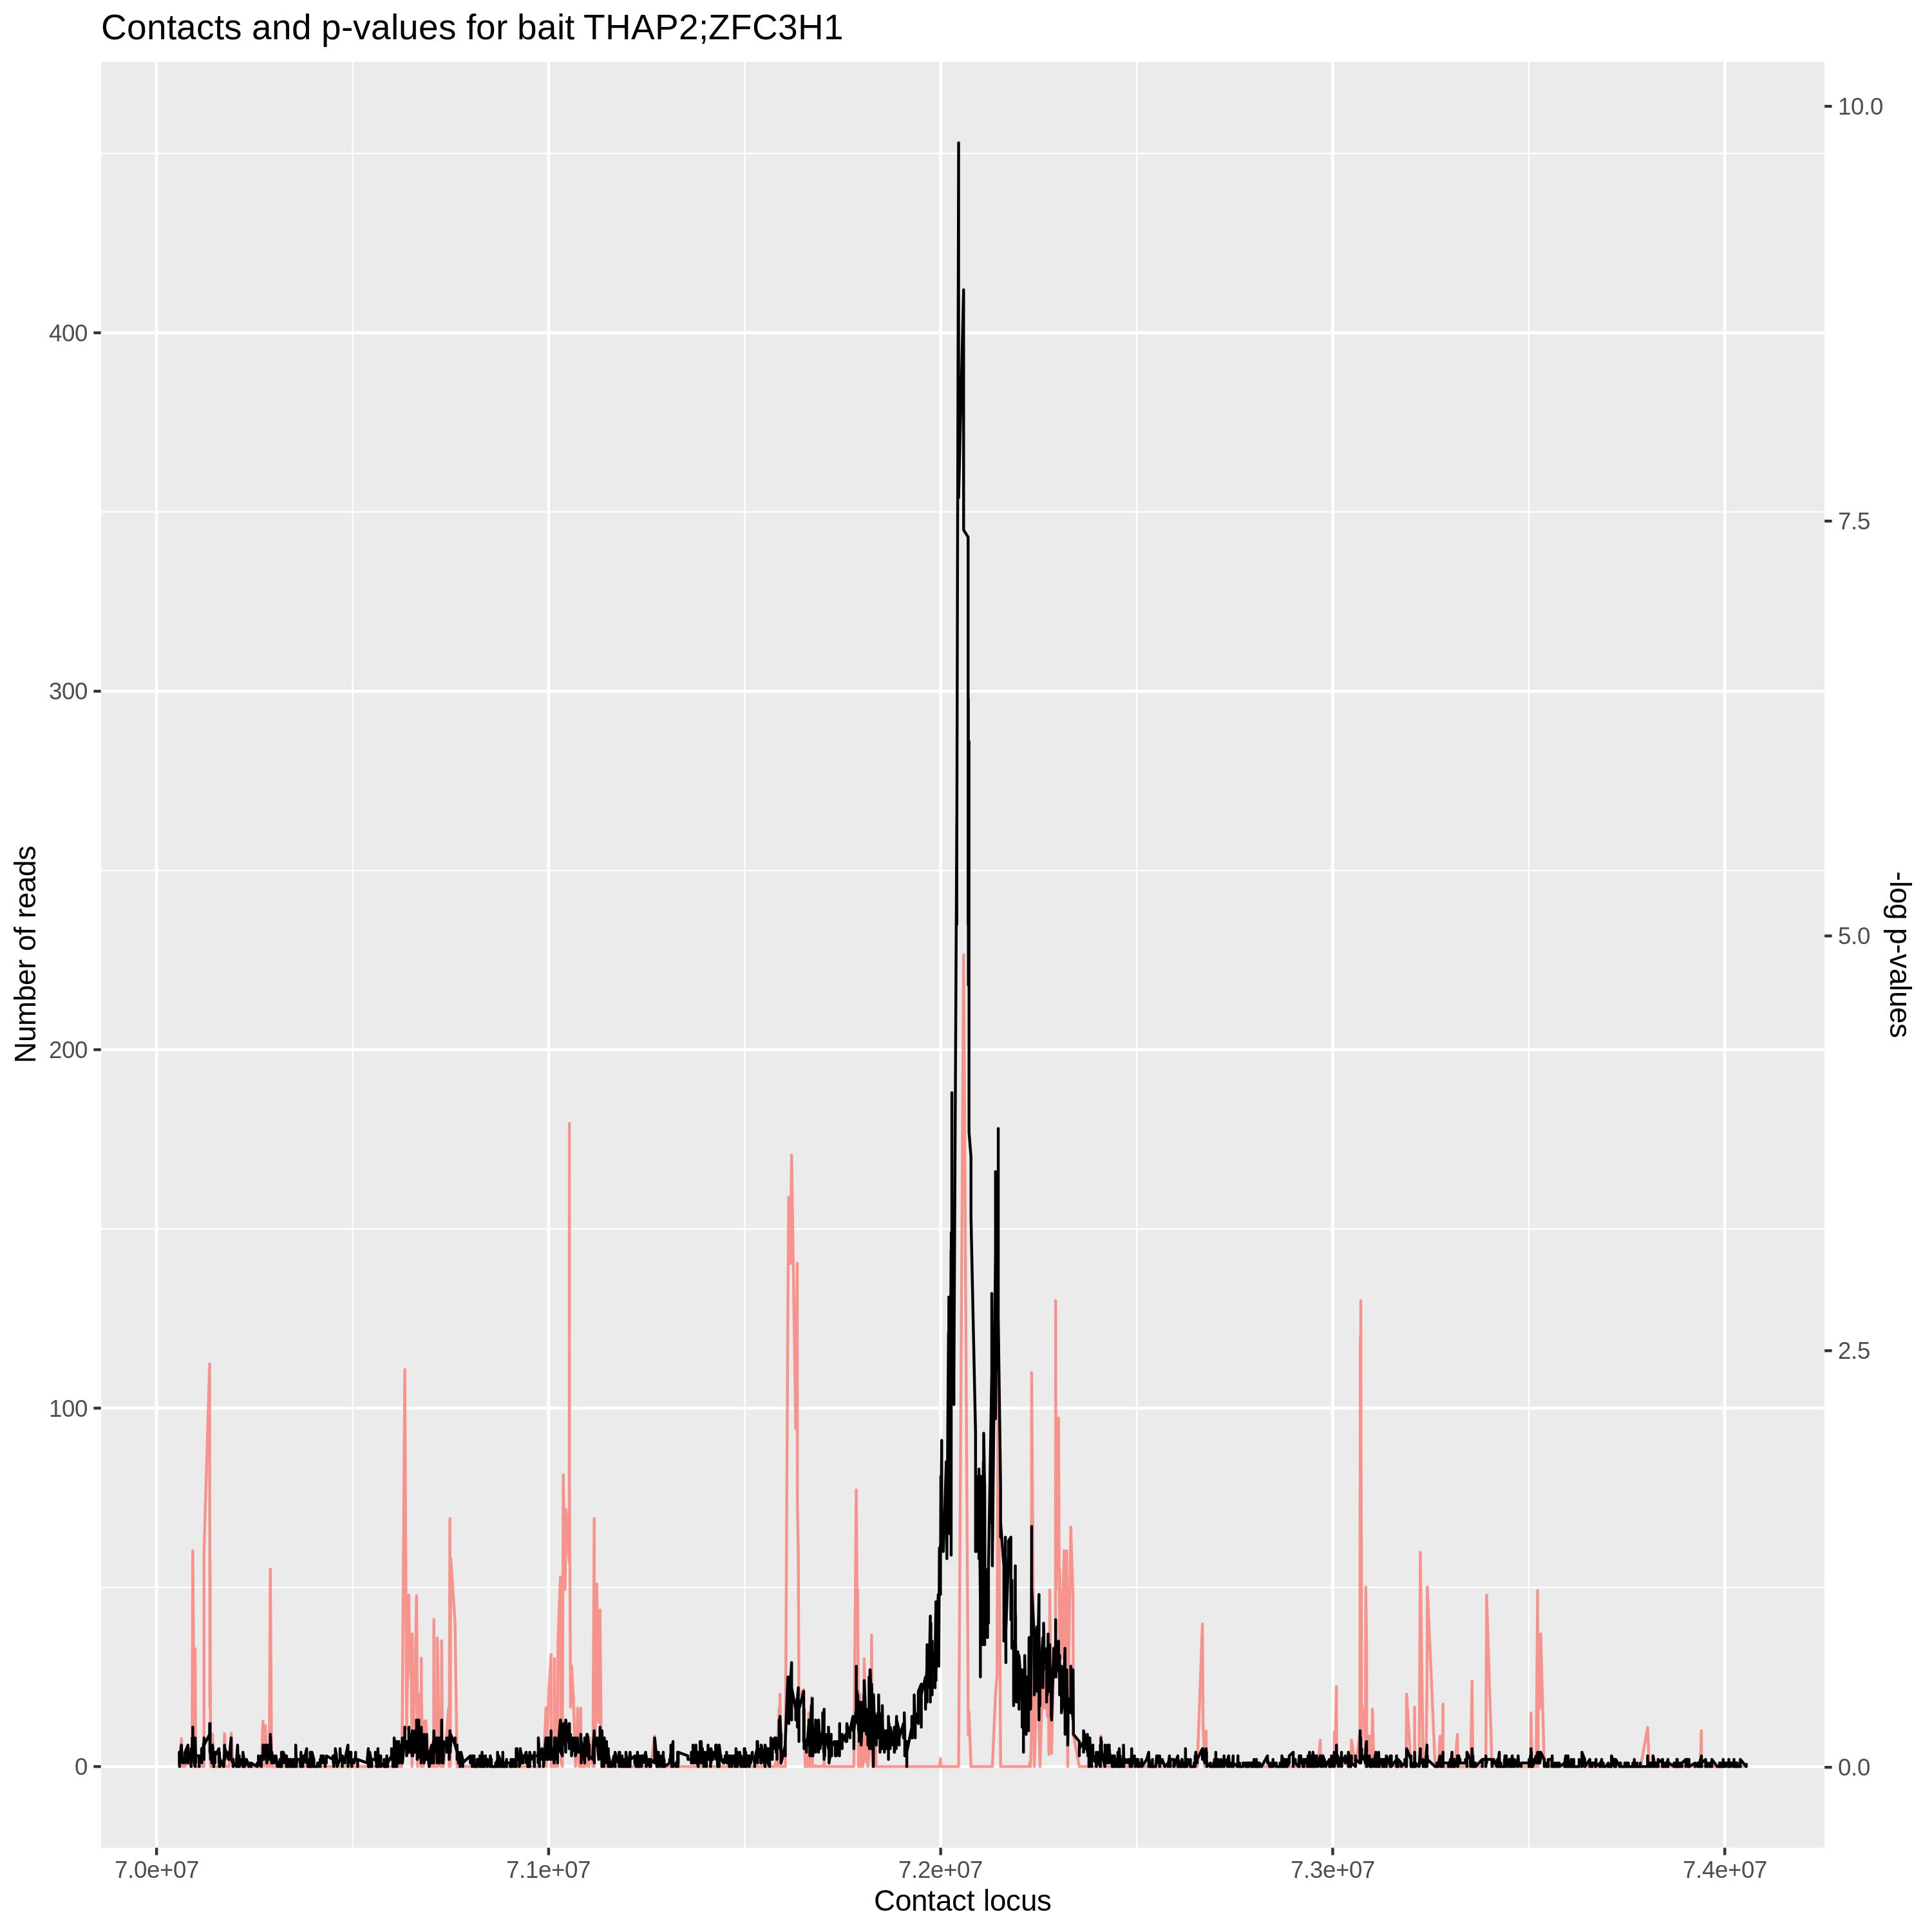 Contacts and p-values for bait THAP2;ZFC3H1
10.0
400
7.5
300
Number of reads
-log p-values
5.0
200
2.5
100
0
0.0
7.0e+07 7.1e+07 7.2e+07 7.3e+07 7.4e+07
Contact locus